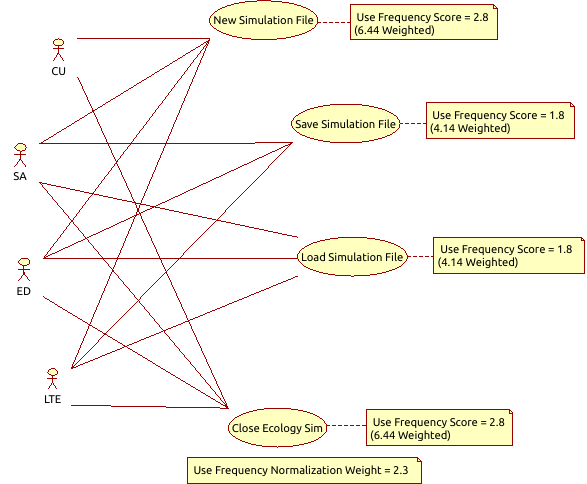 New Simulation File
Use Frequency Score = 2.8
(6.44 Weighted)
CU
Save Simulation File
Use Frequency Score = 1.8
(4.14 Weighted)
SA
Load Simulation File
Use Frequency Score = 1.8
(4.14 Weighted)
ED
LTE
Close Ecology Sim
Use Frequency Score = 2.8
(6.44 Weighted)
Use Frequency Normalization Weight = 2.3